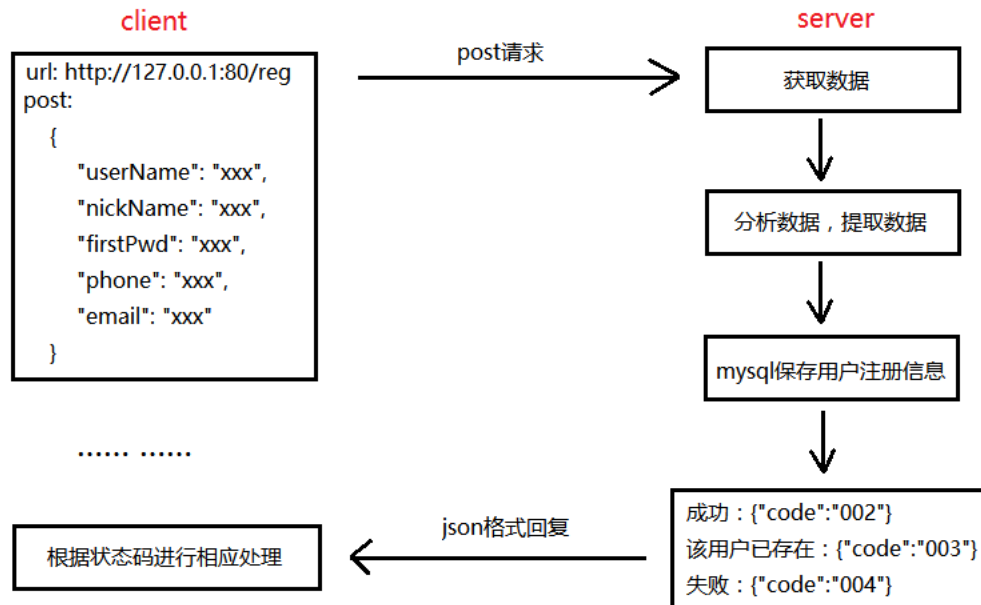 client
url: http://127.0.0.1:80/reg
post:
{
"userName": "xxx",
"nickName": "xxx",
"firstPwd": "xxx",
"phone": "xxx",
"email": "xxx"
}
...... ......
根据状态码进行相应处理
post请求
json格式回复
server
获取数据
分析数据，提取数据
mysql保存用户注册信息
成功：{"code":"002"}
该用户已存在：{"code":"003"}
失败：{"code":"004"}